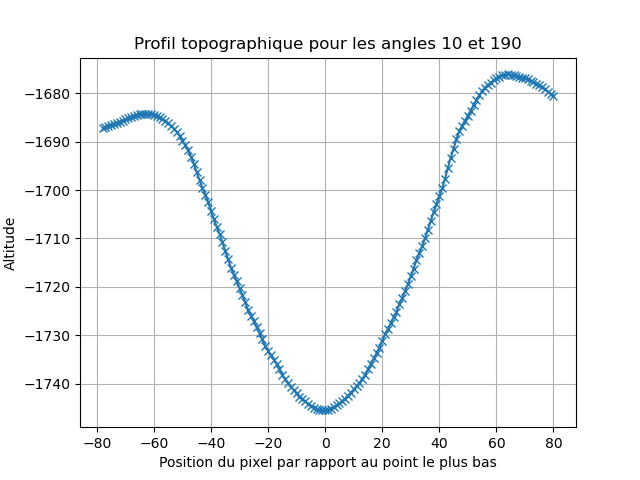 Profil topographique pour les angles 10 et 190
−1680
−1690
−1700
−1710
−1720
−1730
−1740
Altitude
−80 −60 −40 −20 0 20 40 60 80
Position du pixel par rapport au point le plus bas